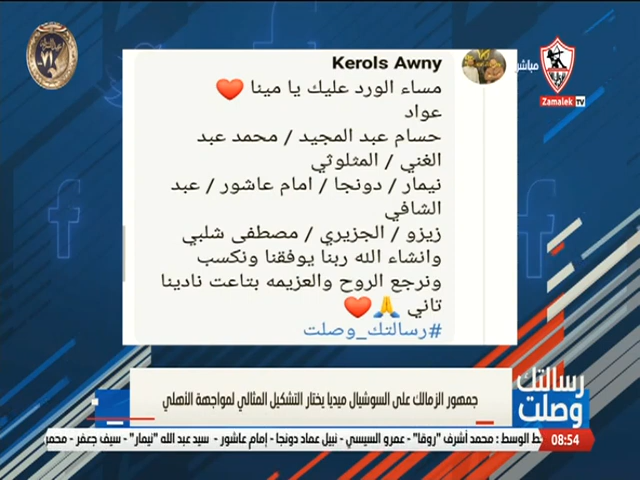 Kerols Awny
مساء الورد عليك يا مينا ❤️
عواد
حسام عبد المجيد / محمد عبد
الغني / المثلوثي
نيمار / دونجا / امام عاشور / عبد
الشافي
زيزو / الجزيري / مصطفى شلبي
وانشاء الله ربنا يوفقنا ونكسب
ونرجع الروح والعزيمه بتاعت نادينا
تاني 🙏❤️
#رسالتك_وصلت
مباشر
Zamalek TV
جمهور الزمالك على السوشيال ميديا يختار التشكيل المثالي لمواجهة الأهلي
رسالتك
وصلت
08:54
ط الوسط : محمد أشرف "روقا" - عمرو السيسي - نبيل عماد دونجا - إمام عاشور - سيد عبد الله "نيمار" - سيف جعفر - محمو